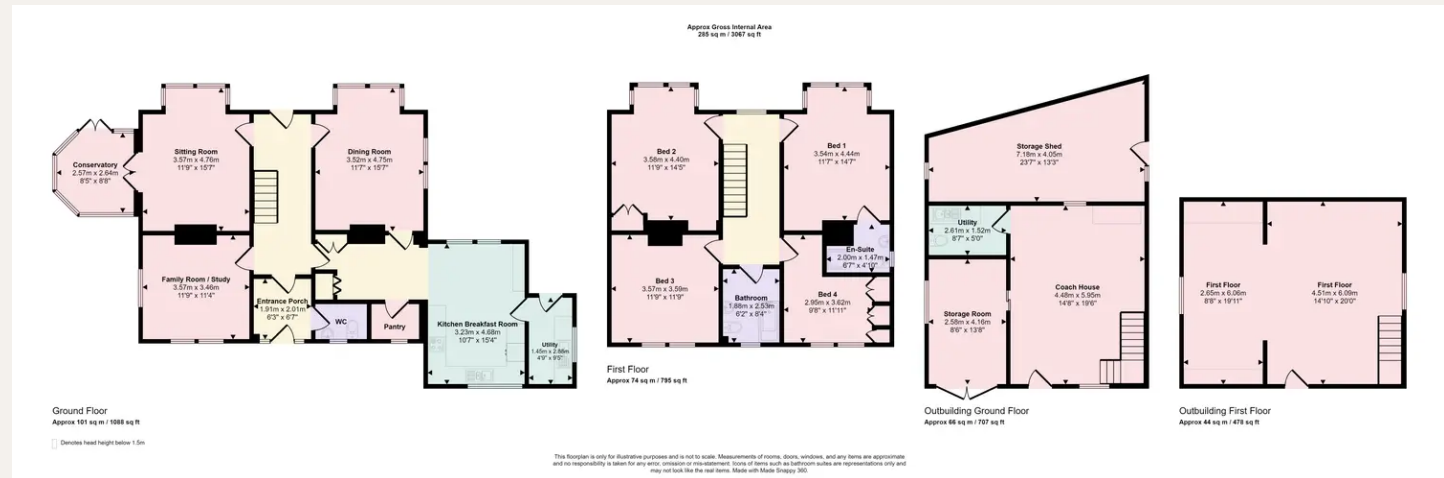 Approx Gross Internal Area
285 sq m / 3067 sq ft
Conservatory
2.57m x 2.64m
8'5" x 8'8"
Sitting Room
3.57m x 4.76m
11'9" x 15'7"
Dining Room
3.52m x 4.75m
11'7" x 15'7"
Family Room / Study
3.57m x 3.46m
11'9" x 11'4"
Entrance Porch
1.91m x 2.01m
6'3" x 6'7"
WC
Pantry
Kitchen Breakfast Room
3.23m x 4.68m
10'7" x 15'4"
Utility
1.45m x 2.88m
4'9" x 9'5"
Ground Floor
Approx 101 sq m / 1088 sq ft
Denotes head height below 1.5m
Bed 2
3.58m x 4.40m
11'9" x 14'5"
Bed 1
3.54m x 4.44m
11'7" x 14'7"
En-Suite
2.00m x 1.47m
6'7" x 4'10"
Bed 3
3.57m x 3.59m
11'9" x 11'9"
Bathroom
1.88m x 2.53m
6'2" x 8'4"
Bed 4
2.95m x 3.62m
9'8" x 11'11"
First Floor
Approx 74 sq m / 795 sq ft
Storage Shed
7.18m x 4.05m
23'7" x 13'3"
Utility
2.61m x 1.52m
8'7" x 5'0"
Coach House
4.48m x 5.95m
14'8" x 19'6"
Storage Room
2.58m x 4.16m
8'6" x 13'8"
Outbuilding Ground Floor
Approx 66 sq m / 707 sq ft
First Floor
2.65m x 6.06m
8'8" x 19'11"
First Floor
4.51m x 6.09m
14'10" x 20'0"
Outbuilding First Floor
Approx 44 sq m / 478 sq ft
This floorplan is only for illustrative purposes and is not to scale. Measurements of rooms, doors, windows, and any items are approximate
and no responsibility is taken for any error, omission or mis-statement. Icons of items such as bathroom suites are representations only and
may not look like the real items. Made with Made Snappy 360.